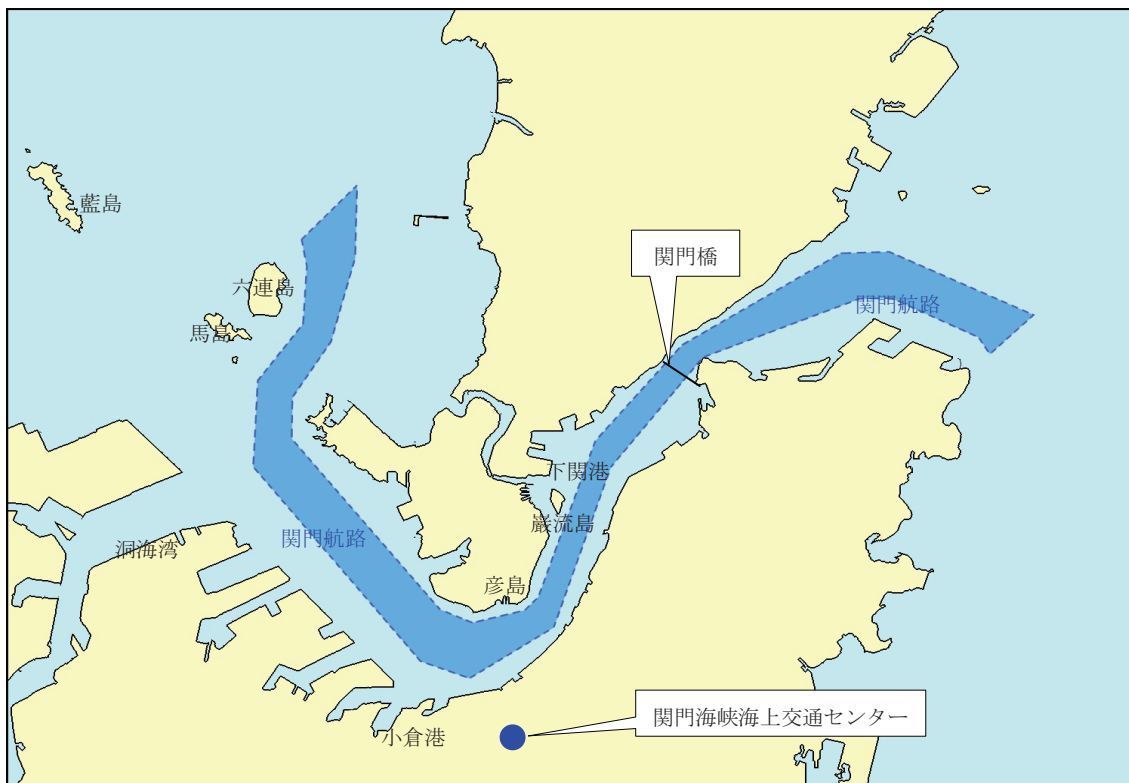 藍島
関門橋
六連島
関門航路
馬島
下関港
巌流島
関門航路
洞海湾
彦島
関門海峡海上交通センター
小倉港